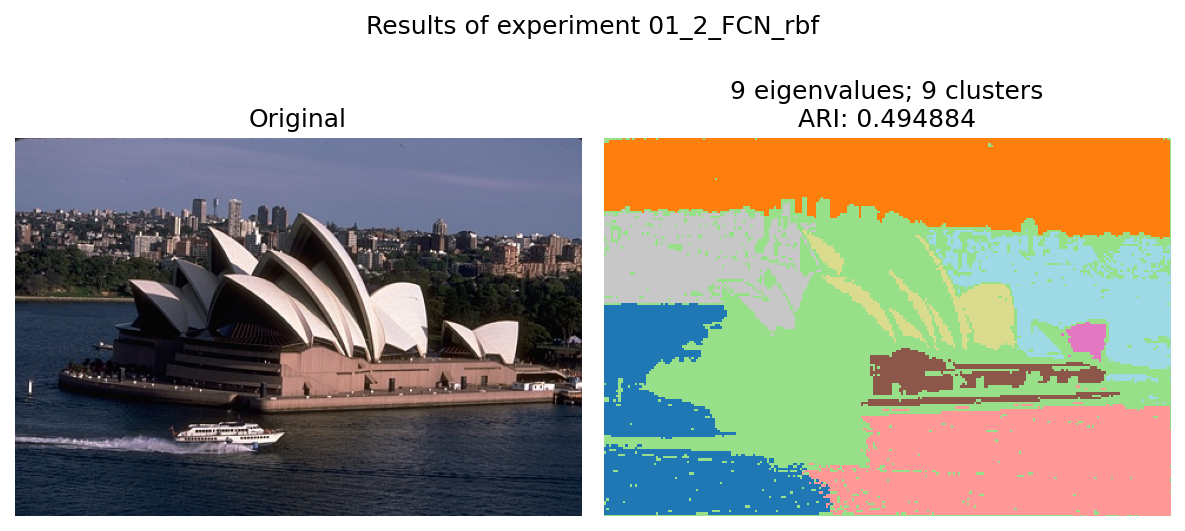 Results of experiment 01_2_FCN_rbf
Original
9 eigenvalues; 9 clusters
ARI: 0.494884